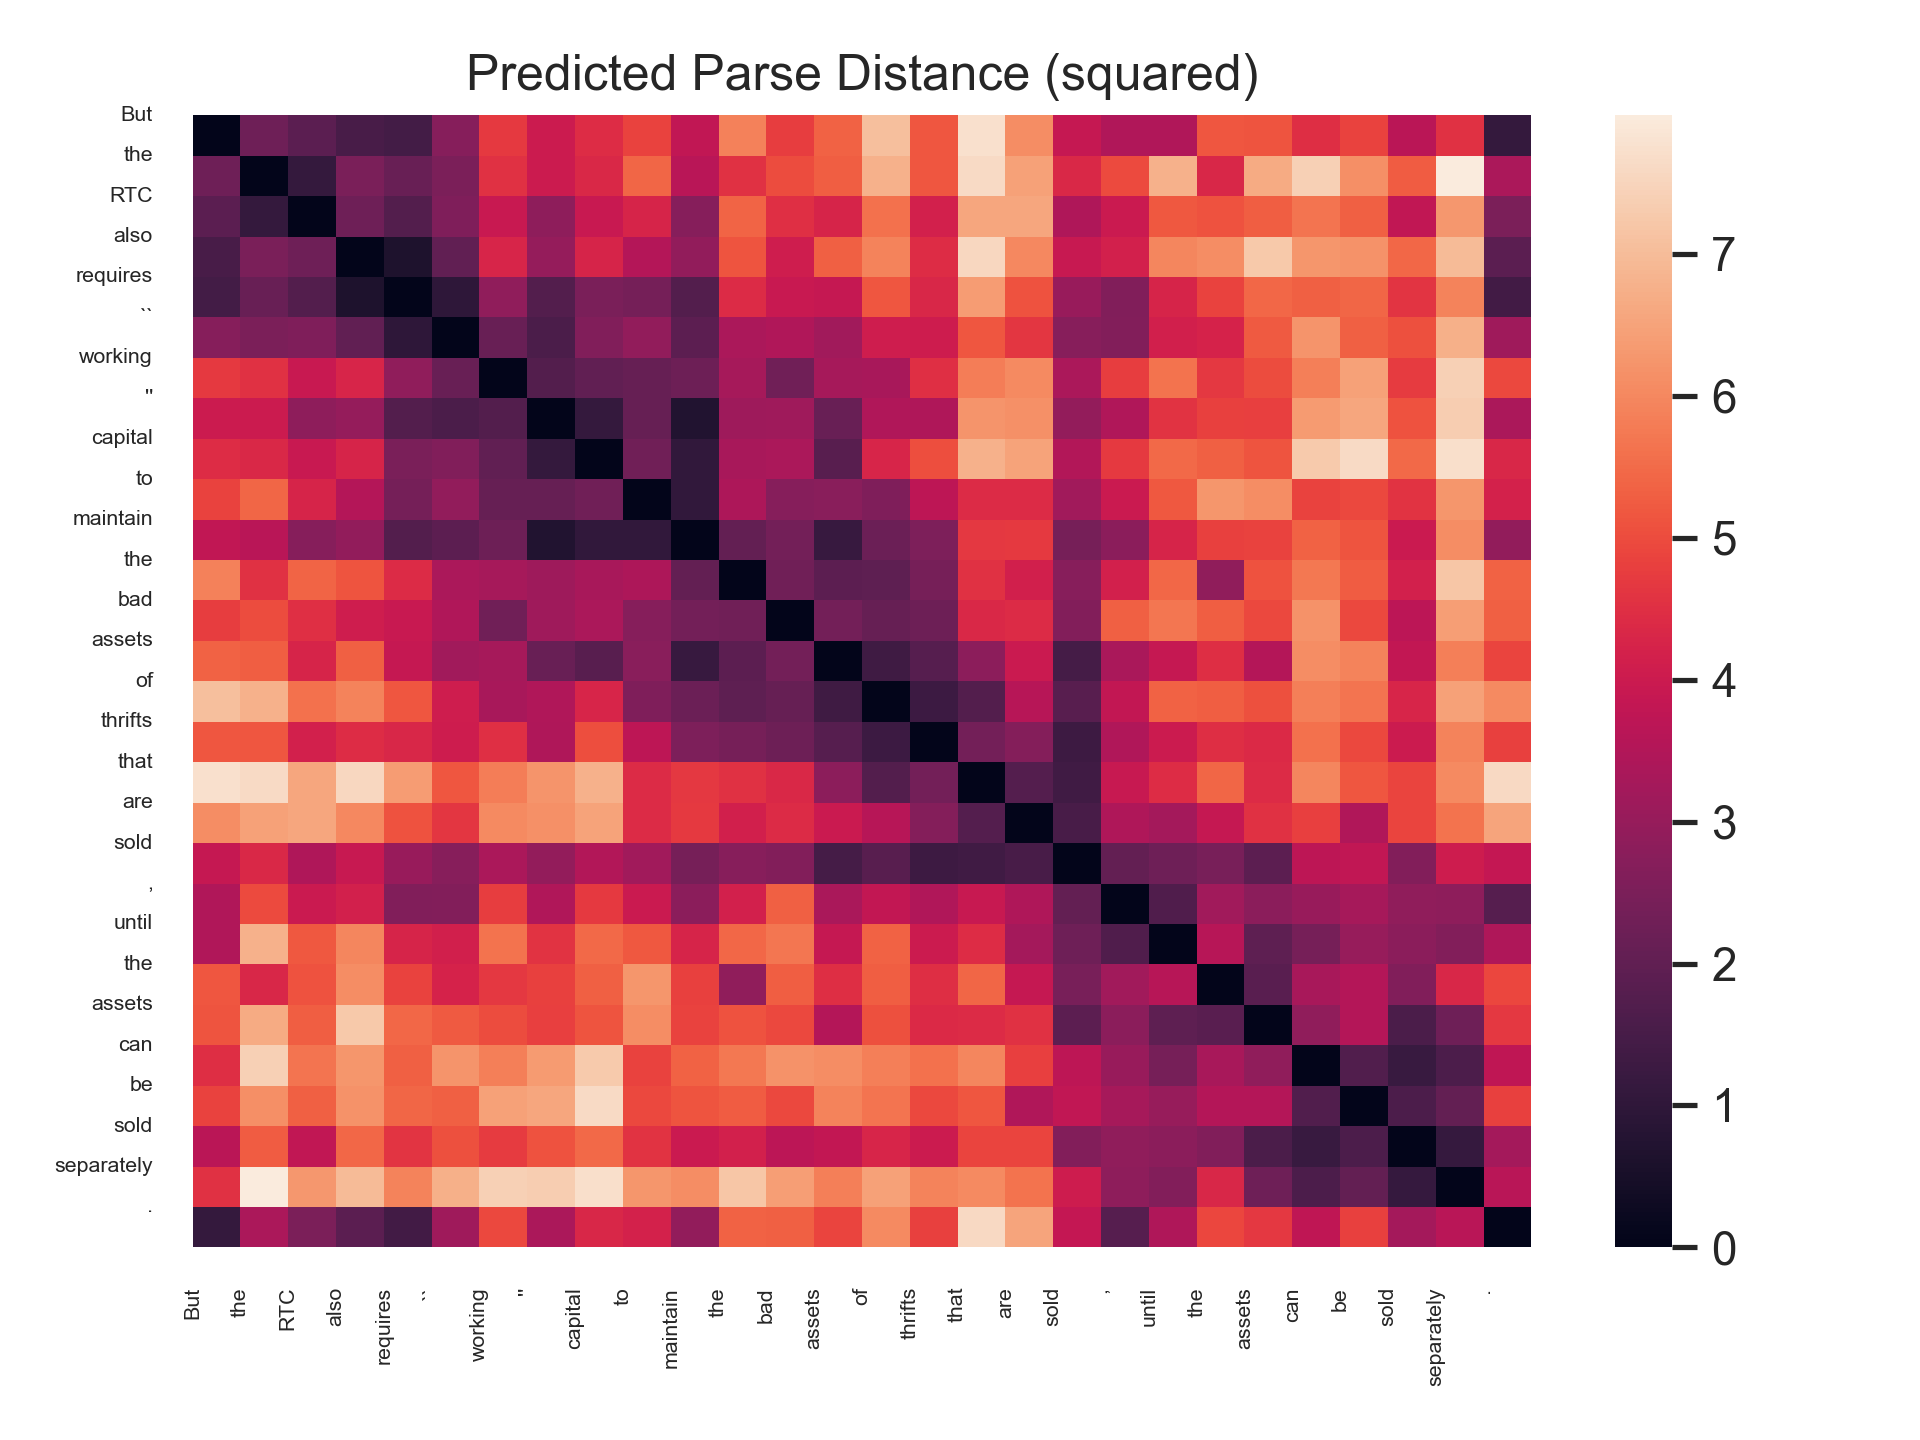 Predicted Parse Distance (squared)
But
the
RTC
also
requires
``
working
''
capital
to
maintain
the
bad
assets
of
thrifts
that
are
sold
,
until
the
assets
can
be
sold
separately
.
7
6
5
4
3
2
1
0
But
the
RTC
also
requires
``
working
''
capital
to
maintain
the
bad
assets
of
thrifts
that
are
sold
,
until
the
assets
can
be
sold
separately
.